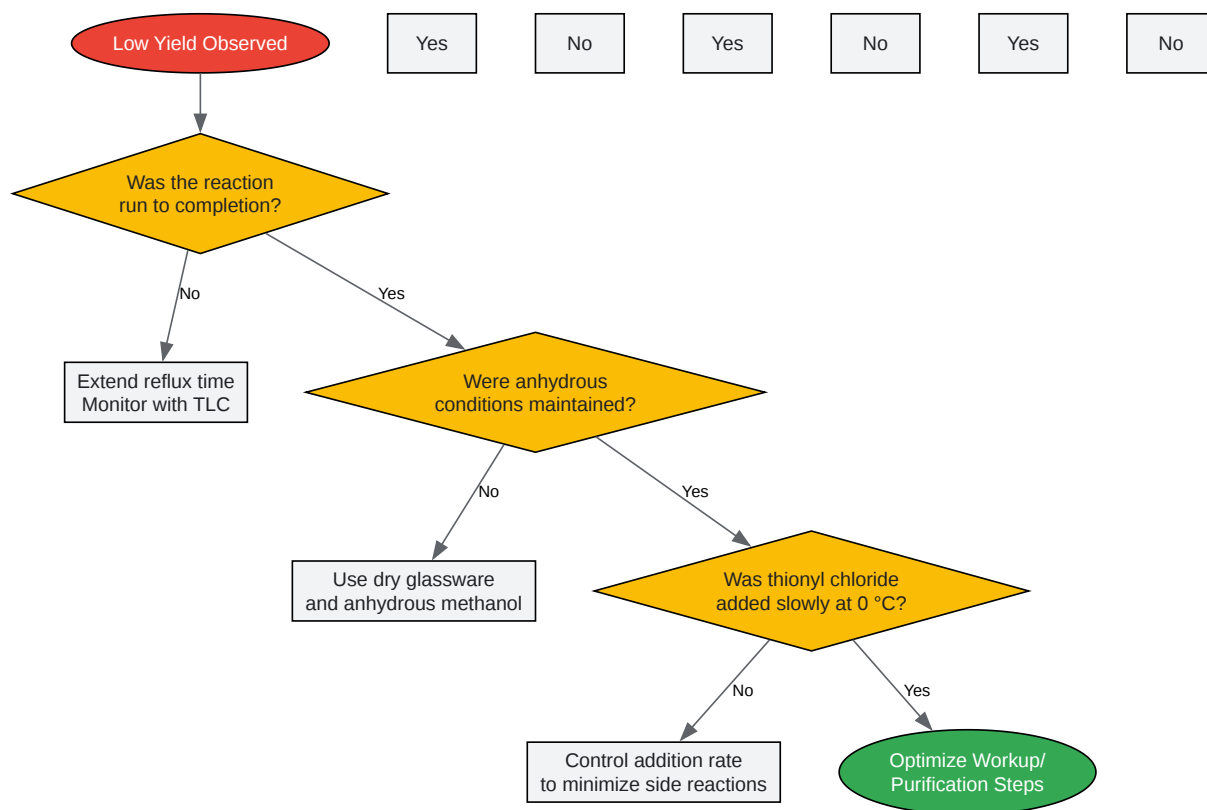 Low Yield Observed
Yes
No
Yes
No
Yes
No
Was the reaction
run to completion?
No
Yes
Extend reflux time
Monitor with TLC
Were anhydrous
conditions maintained?
No
Yes
Use dry glassware
and anhydrous methanol
Was thionyl chloride
added slowly at 0 °C?
No
Yes
Control addition rate
to minimize side reactions
Optimize Workup/
Purification Steps